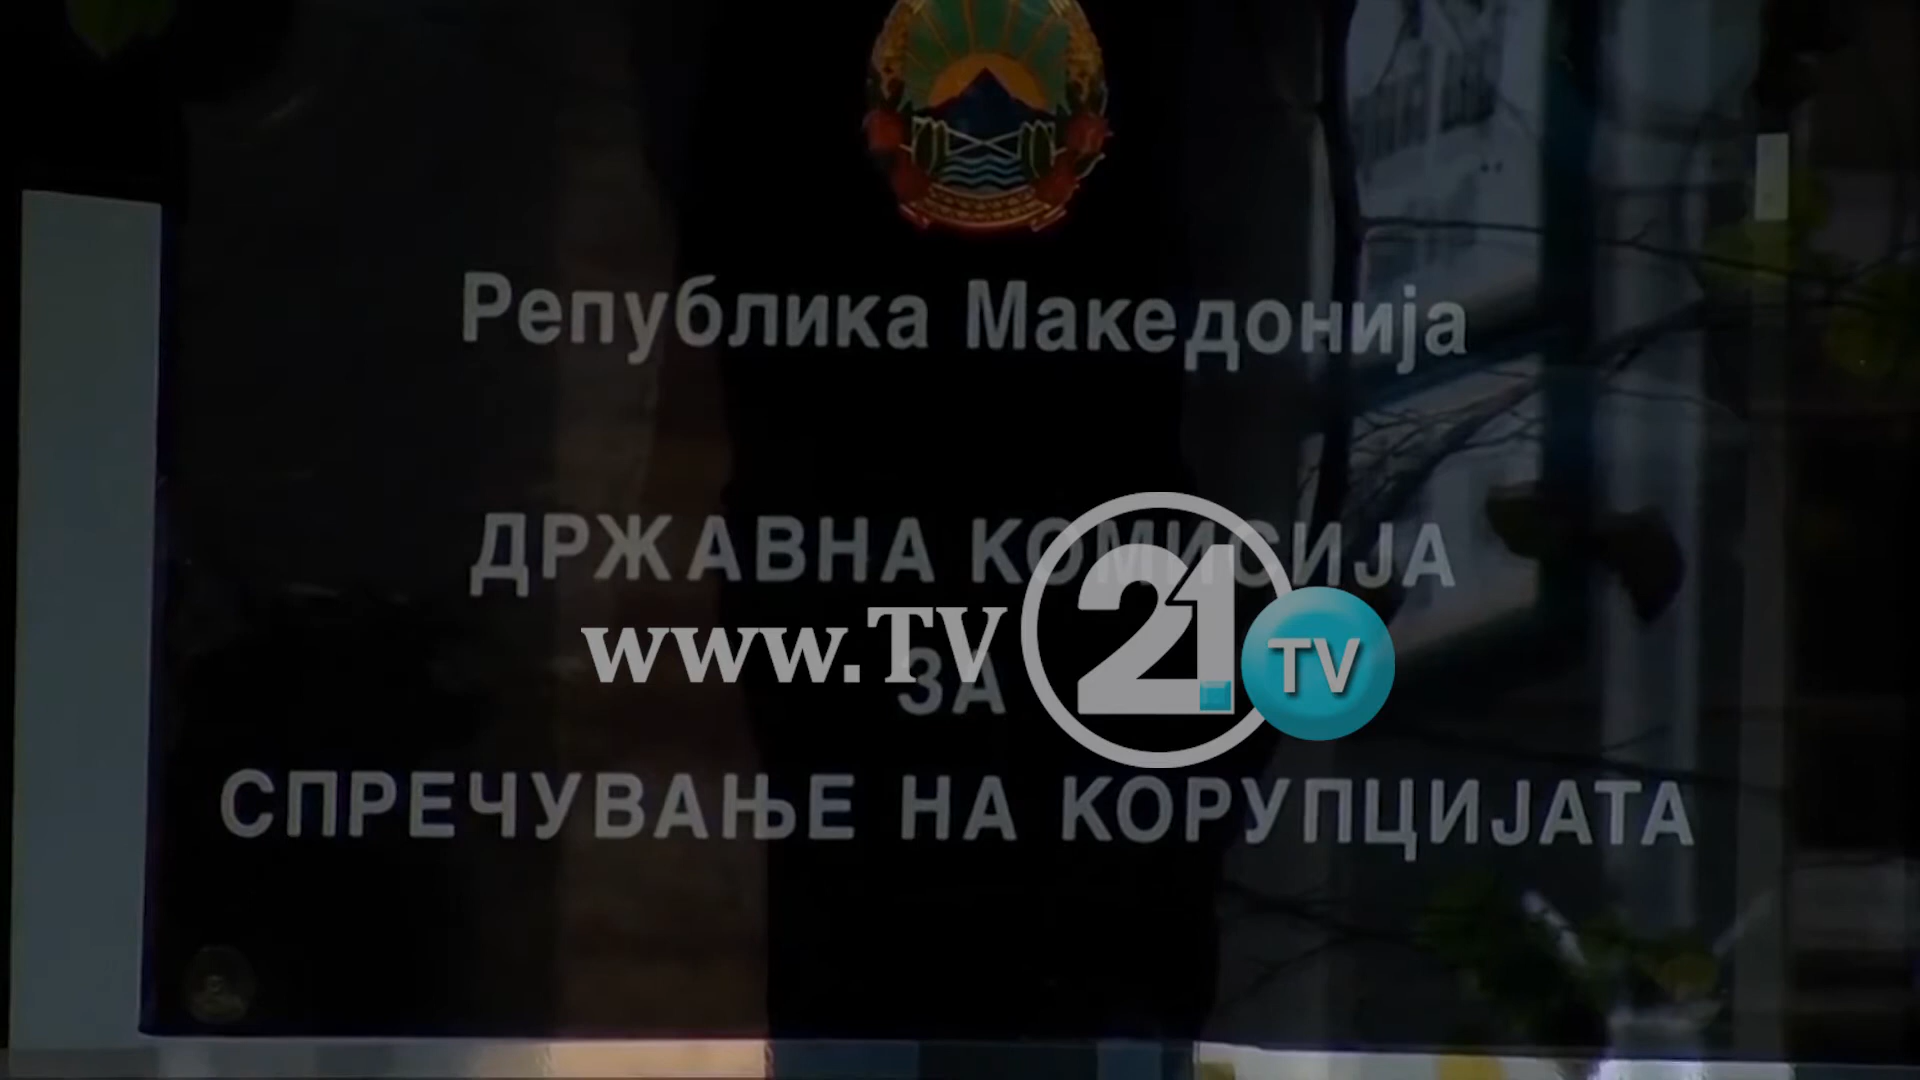 Република Македонија
ДРЖАВНА КОМИСИЈА
www.TV 21 TV
ЗА
СПРЕЧУВАЊЕ НА КОРУПЦИЈАТА